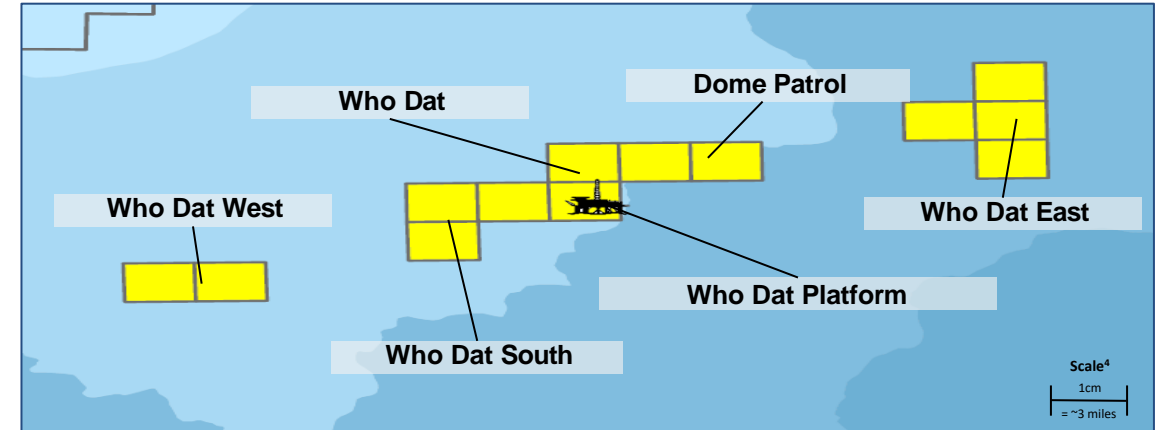 Dome Patrol
Who Dat
Who Dat West
Who Dat East
Who Dat Platform
Who Dat South
Scale4
1cm
= ~3 miles